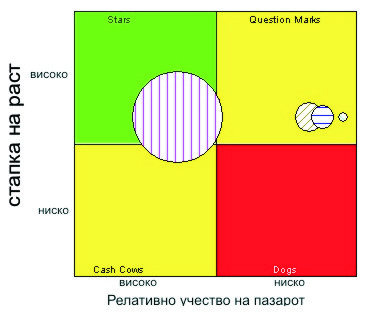 Stars
Question Marks
високо
стапка на раст
ниско
Cash Cows
Dogs
високо
ниско
Релативно учество на пазарот